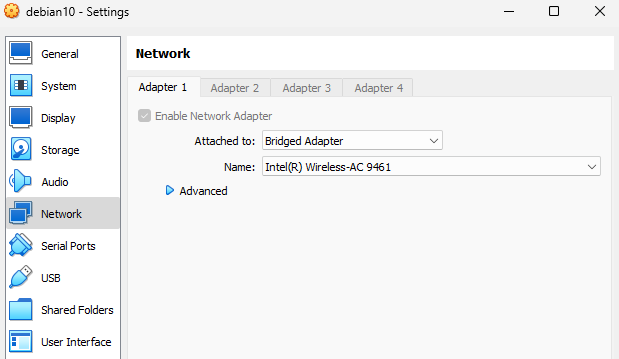 debian10 - Settings
General
System
Display
Storage
Audio
Network
Serial Ports
USB
Shared Folders
User Interface
Network
Adapter 1 Adapter 2 Adapter 3 Adapter 4
Enable Network Adapter
Attached to: Bridged Adapter
Name: Intel(R) Wireless-AC 9461
Advanced